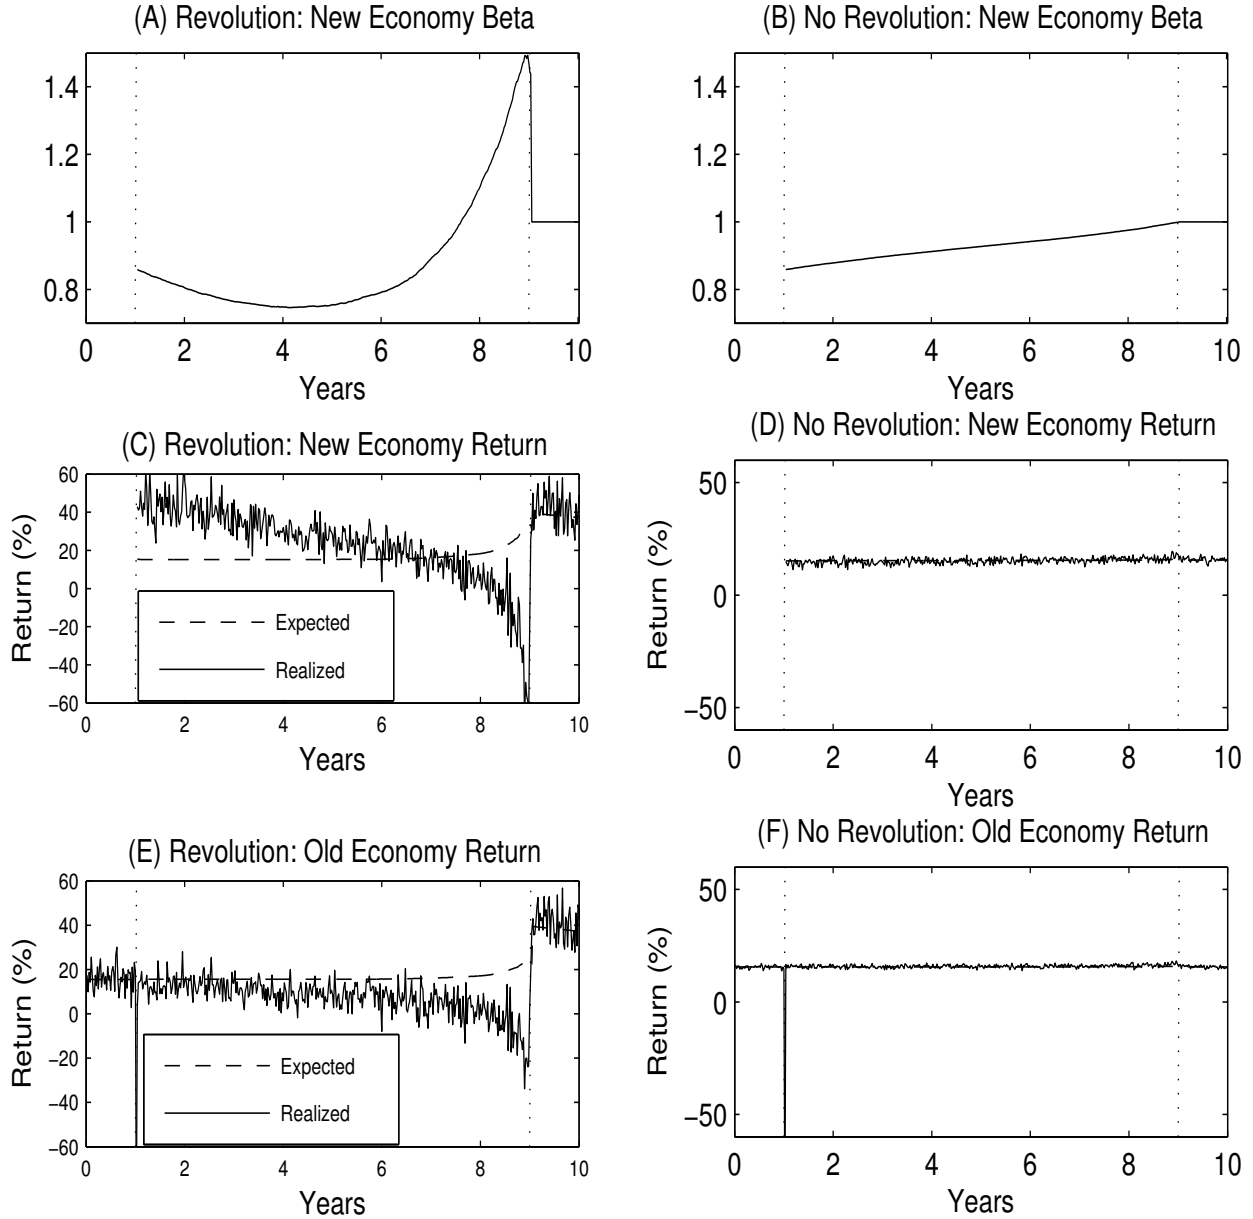 (A) Revolution: New Economy Beta
1.4
1.2
1
0.8
0 2 4 6 8 10
Years
(B) No Revolution: New Economy Beta
1.4
1.2
1
0.8
0 2 4 6 8 10
Years
(C) Revolution: New Economy Return
Return (%)
60
40
20
0
−20
−40
−60
Expected
Realized
0 2 4 6 8 10
Years
(D) No Revolution: New Economy Return
Return (%)
50
0
−50
0 2 4 6 8 10
Years
(E) Revolution: Old Economy Return
Return (%)
60
40
20
0
−20
−40
−60
Expected
Realized
0 2 4 6 8 10
Years
(F) No Revolution: Old Economy Return
Return (%)
50
0
−50
0 2 4 6 8 10
Years